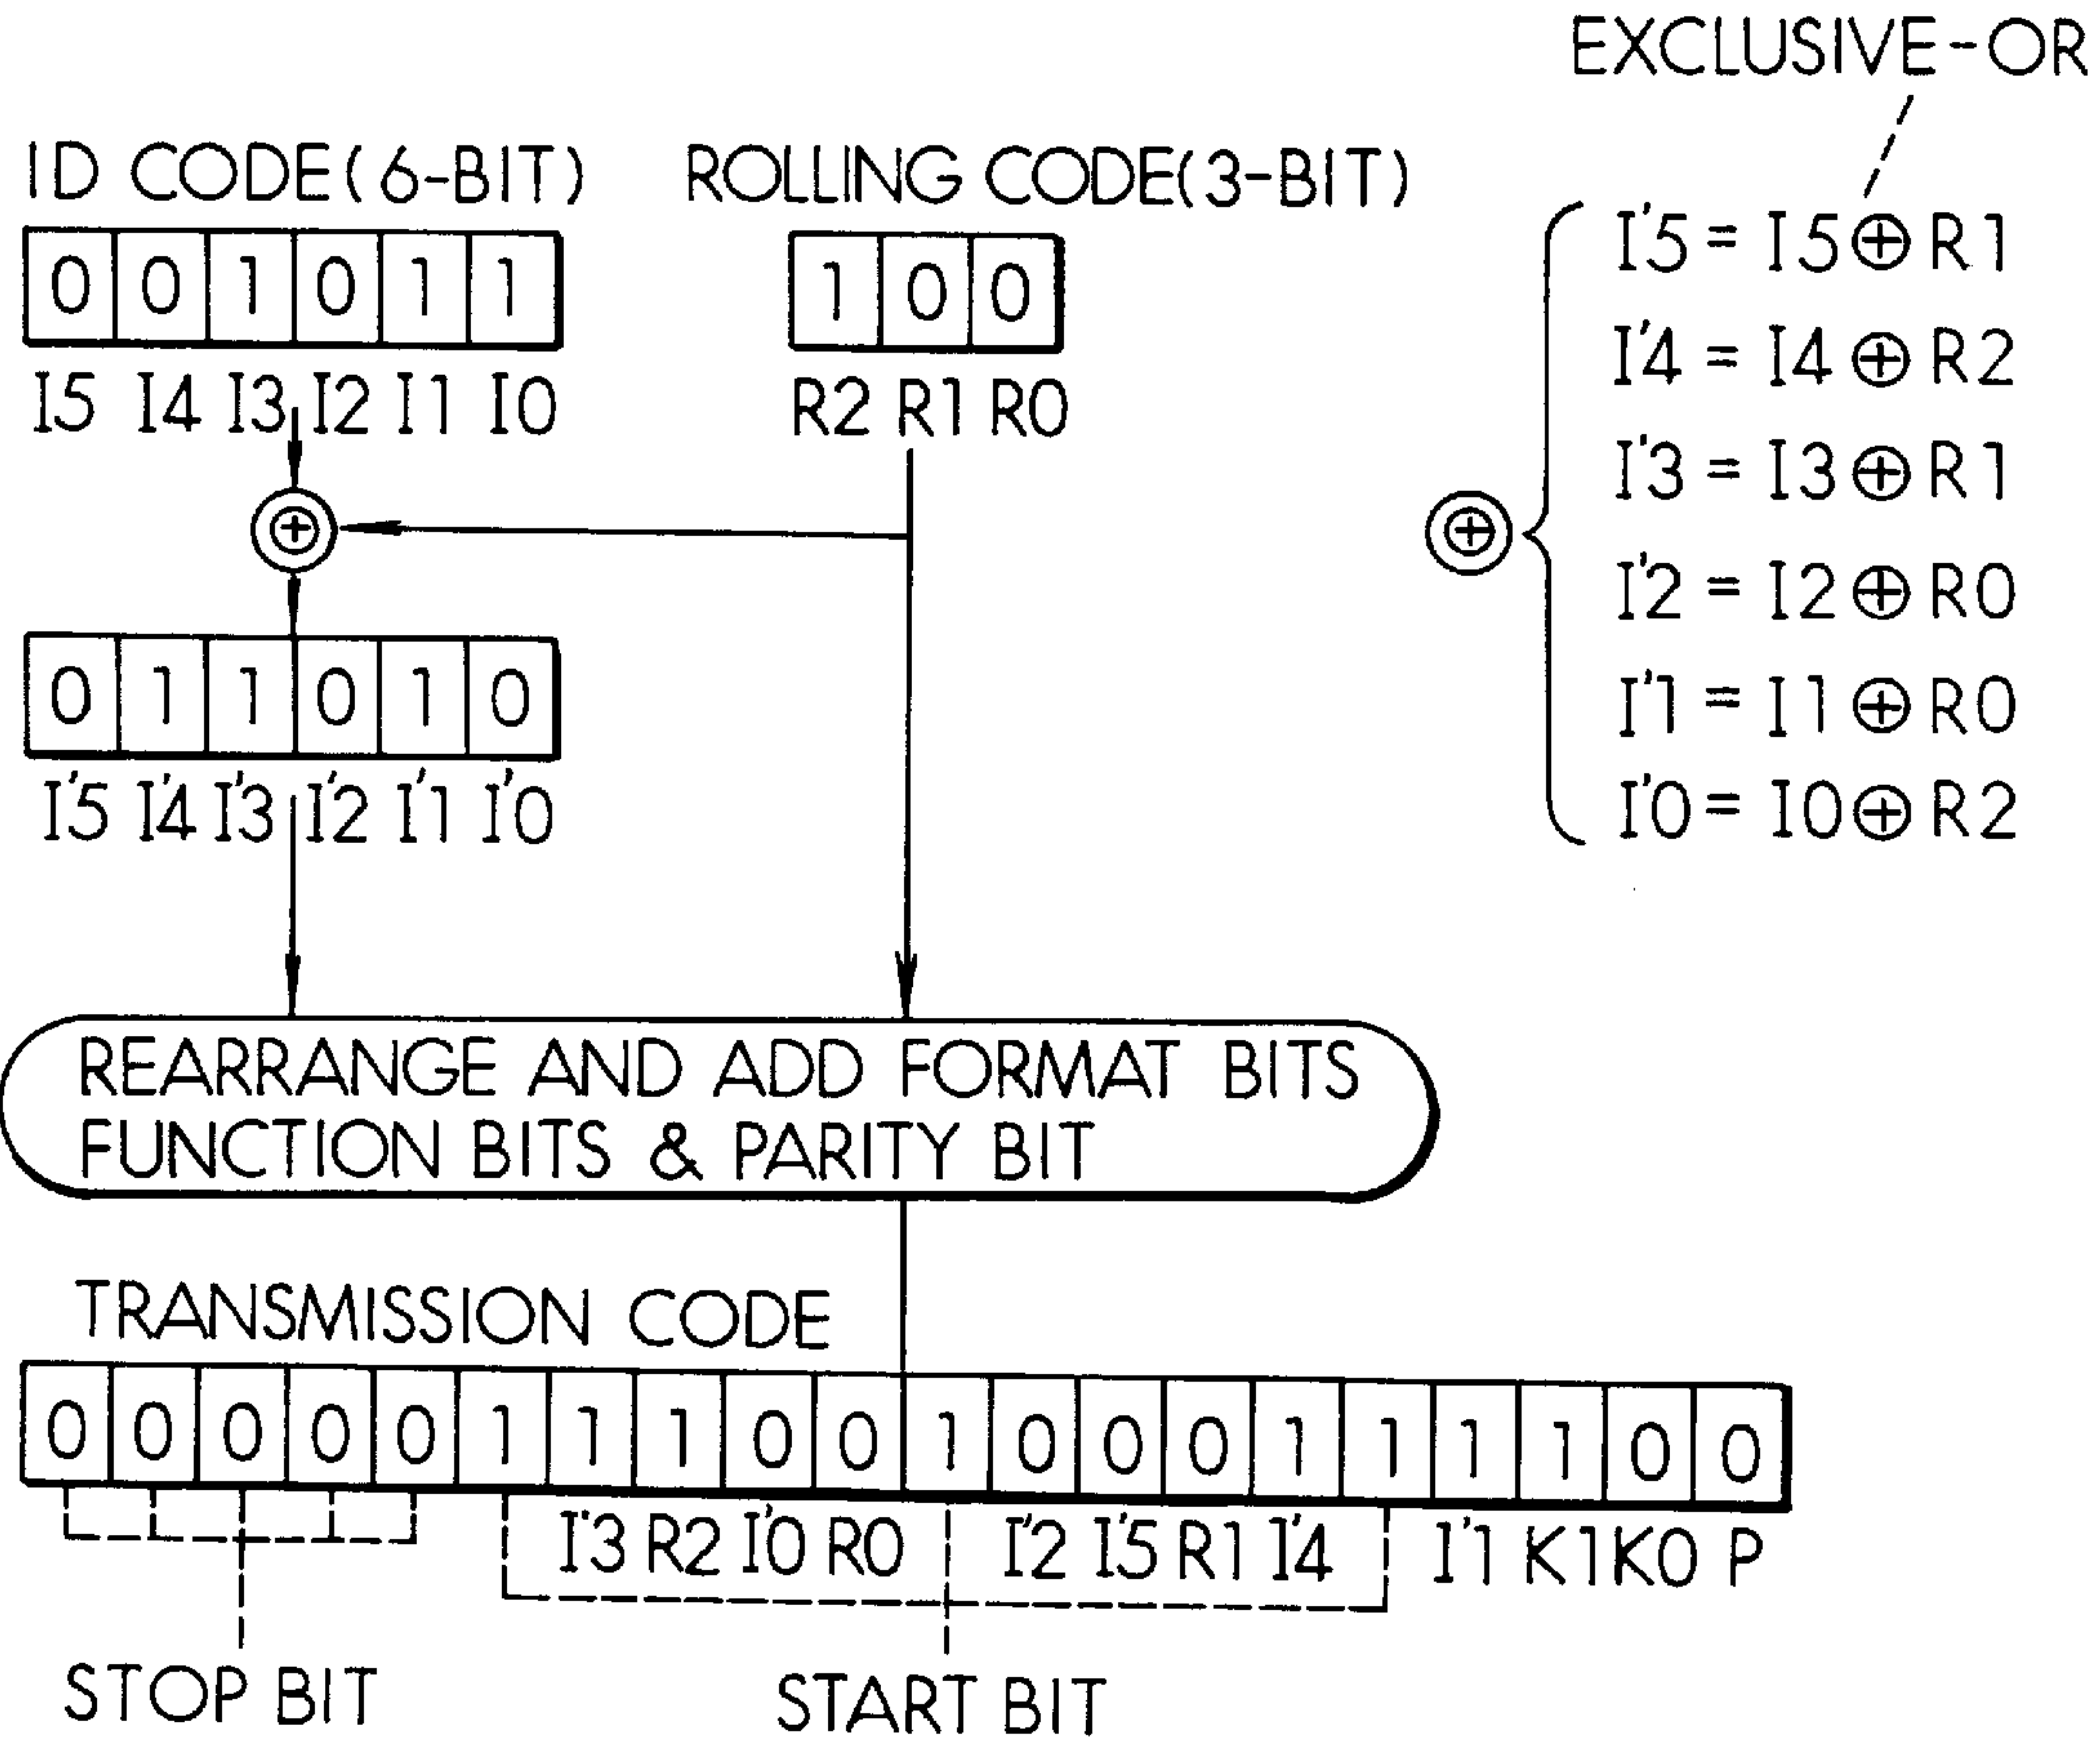 EXCLUSIVE-OR
ID CODE(6-BIT) ROLLING CODE(3-BIT)
0 0 1 0 1 1
1 0 0
I5 I4 I3 I2 I1 I0
R2 R1 R0
⊕
0 1 1 0 1 0
I'5 I'4 I'3 I'2 I'1 I'0
⊕
I'5 = I5 ⊕ R1
I'4 = I4 ⊕ R2
I'3 = I3 ⊕ R1
I'2 = I2 ⊕ R0
I'1 = I1 ⊕ R0
I'0 = I0 ⊕ R2
REARRANGE AND ADD FORMAT BITS
FUNCTION BITS & PARITY BIT
TRANSMISSION CODE
0 0 0 0 0 1 1 1 0 0 1 0 0 0 1 1 1 1 0 0
I'3 R2 I'0 R0 I'2 I'5 R1 I'4 I'1 K1 K0 P
STOP BIT
START BIT